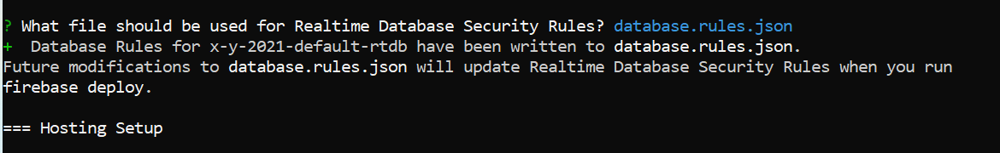 ? What file should be used for Realtime Database Security Rules? database.rules.json
+  Database Rules for x-y-2021-default-rtdb have been written to database.rules.json.
Future modifications to database.rules.json will update Realtime Database Security Rules when you run
firebase deploy.
=== Hosting Setup